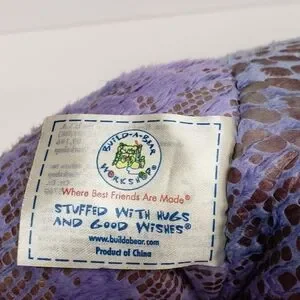 BUILD-A-BEAR
WORKSHOP®
Where Best Friends Are Made®
STUFFED WITH HUGS
AND GOOD WISHES®
www.buildabear.com
Product of China